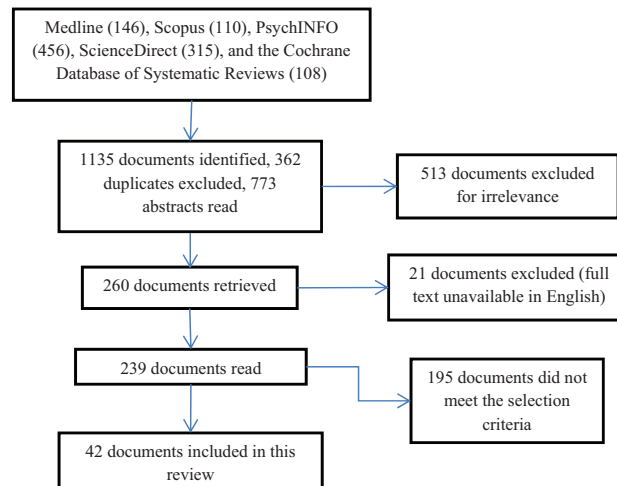 Medline (146), Scopus (110), PsychINFO
(456), ScienceDirect (315), and the Cochrane
Database of Systematic Reviews (108)
1135 documents identified, 362
duplicates excluded, 773
abstracts read
513 documents excluded
for irrelevance
260 documents retrieved
21 documents excluded (full
text unavailable in English)
239 documents read
195 documents did not
meet the selection
criteria
42 documents included in this
review